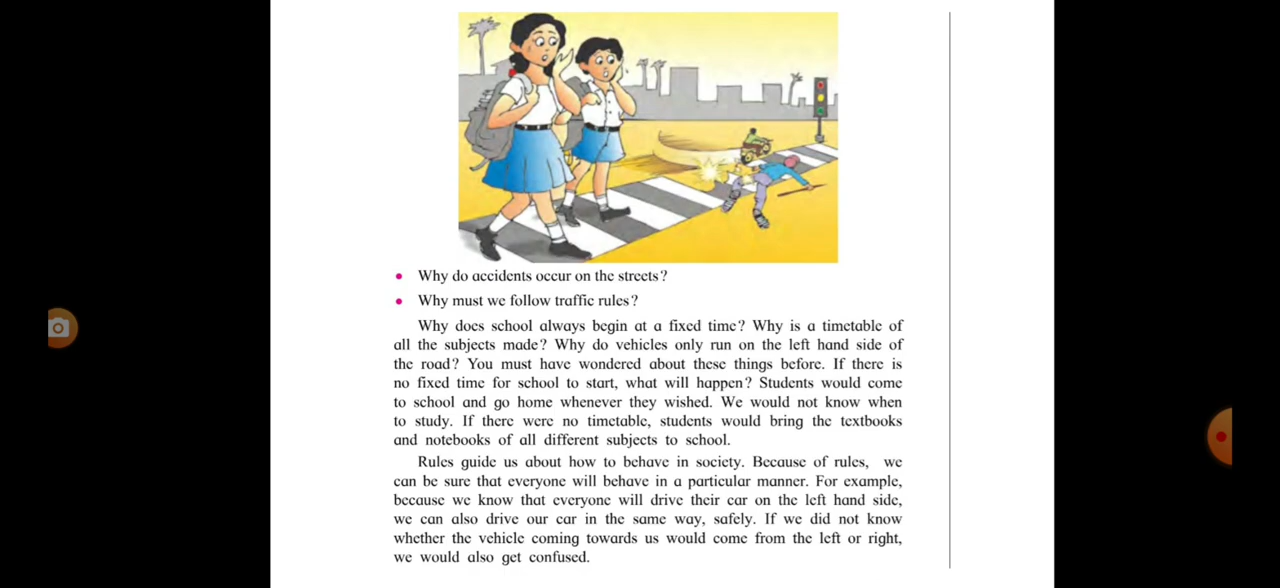 • Why do accidents occur on the streets?
• Why must we follow traffic rules?
Why does school always begin at a fixed time? Why is a timetable of
all the subjects made? Why do vehicles only run on the left hand side of
the road? You must have wondered about these things before. If there is
no fixed time for school to start, what will happen? Students would come
to school and go home whenever they wished. We would not know when
to study. If there were no timetable, students would bring the textbooks
and notebooks of all different subjects to school.
Rules guide us about how to behave in society. Because of rules, we
can be sure that everyone will behave in a particular manner. For example,
because we know that everyone will drive their car on the left hand side,
we can also drive our car in the same way, safely. If we did not know
whether the vehicle coming towards us would come from the left or right,
we would also get confused.